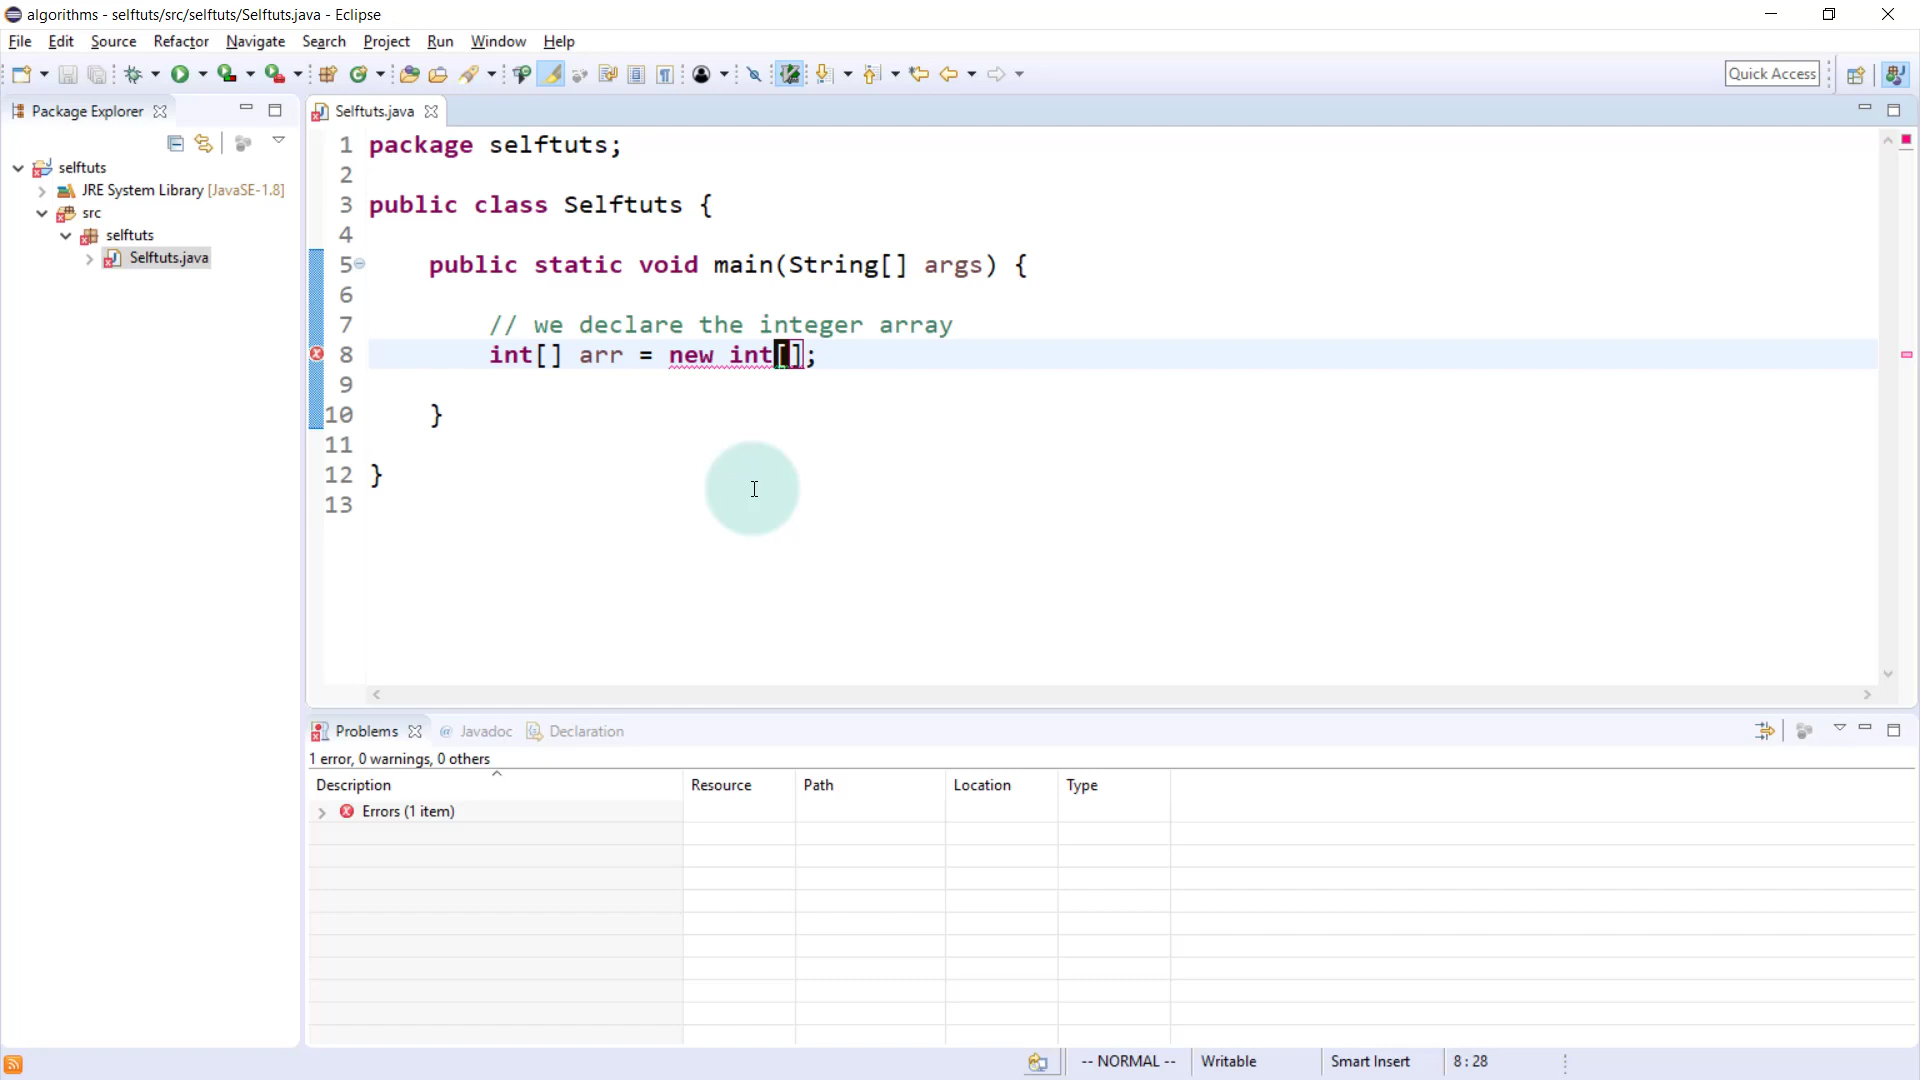 algorithms - selftuts/src/selftuts/Selftuts.java - Eclipse
File Edit Source Refactor Navigate Search Project Run Window Help
Quick Access
Package Explorer
selftuts
JRE System Library [JavaSE-1.8]
src
selftuts
Selftuts.java
Selftuts.java
1 package selftuts;
2
3 public class Selftuts {
4
5 public static void main(String[] args) {
6
7 // we declare the integer array
8 int[] arr = new int[];
9
10 }
11
12 }
13
Problems @ Javadoc Declaration
1 error, 0 warnings, 0 others
Description Resource Path Location Type
Errors (1 item)
-- NORMAL -- Writable Smart Insert 8 : 28